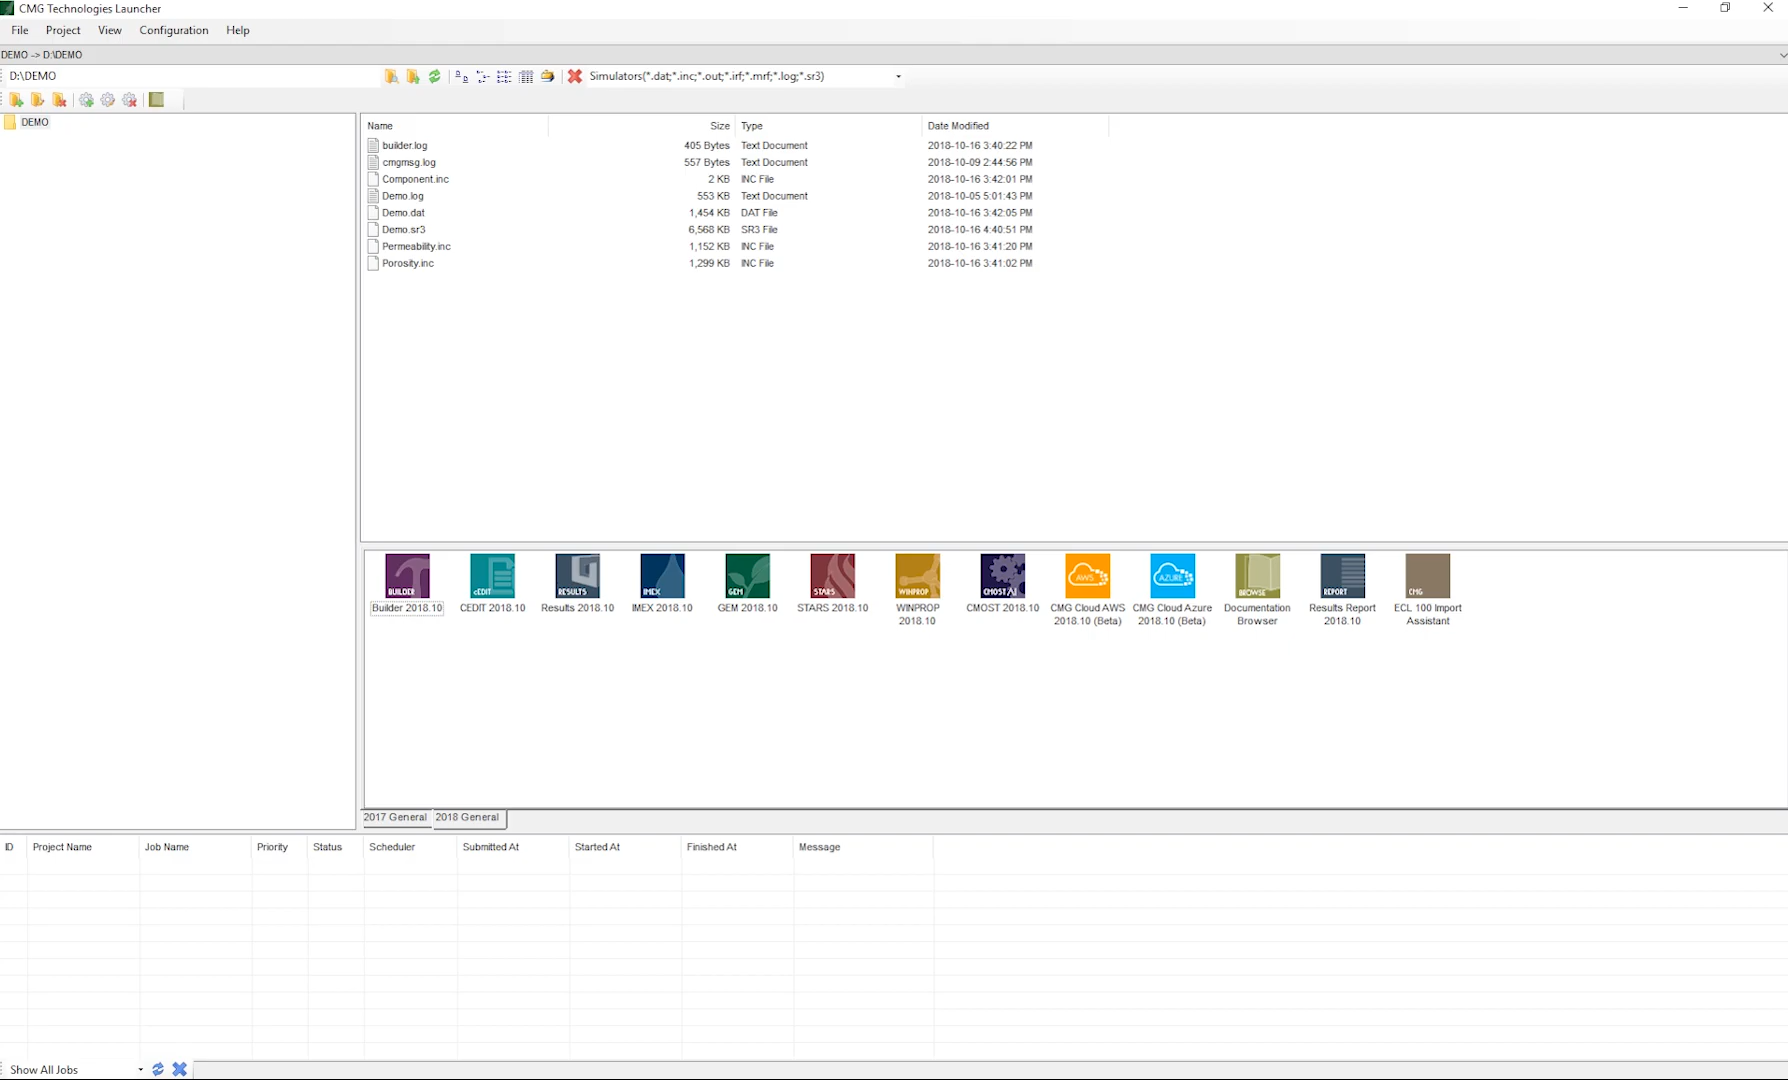 CMG Technologies Launcher
File Project View Configuration Help
DEMO -> D:\DEMO
D:\DEMO Simulators(*.dat;*.inc;*.out;*.irf;*.mrf;*.log;*.sr3)
DEMO
Name Size Type Date Modified
builder.log 405 Bytes Text Document 2018-10-16 3:40:22 PM
cmgmsg.log 557 Bytes Text Document 2018-10-09 2:44:56 PM
Component.inc 2 KB INC File 2018-10-16 3:42:01 PM
Demo.log 553 KB Text Document 2018-10-05 5:01:43 PM
Demo.dat 1,454 KB DAT File 2018-10-16 3:42:05 PM
Demo.sr3 6,568 KB SR3 File 2018-10-16 4:40:51 PM
Permeability.inc 1,152 KB INC File 2018-10-16 3:41:20 PM
Porosity.inc 1,299 KB INC File 2018-10-16 3:41:02 PM
BUILDER cEDIT RESULTS IMEX GEM STARS WINPROP CMOST AI AWS AZURE BROWSE REPORT CMG
Builder 2018.10 CEDIT 2018.10 Results 2018.10 IMEX 2018.10 GEM 2018.10 STARS 2018.10 WINPROP CMOST 2018.10 CMG Cloud AWS CMG Cloud Azure Documentation Results Report ECL 100 Import
2018.10 2018.10 (Beta) 2018.10 (Beta) Browser 2018.10 Assistant
2017 General 2018 General
ID Project Name Job Name Priority Status Scheduler Submitted At Started At Finished At Message
Show All Jobs